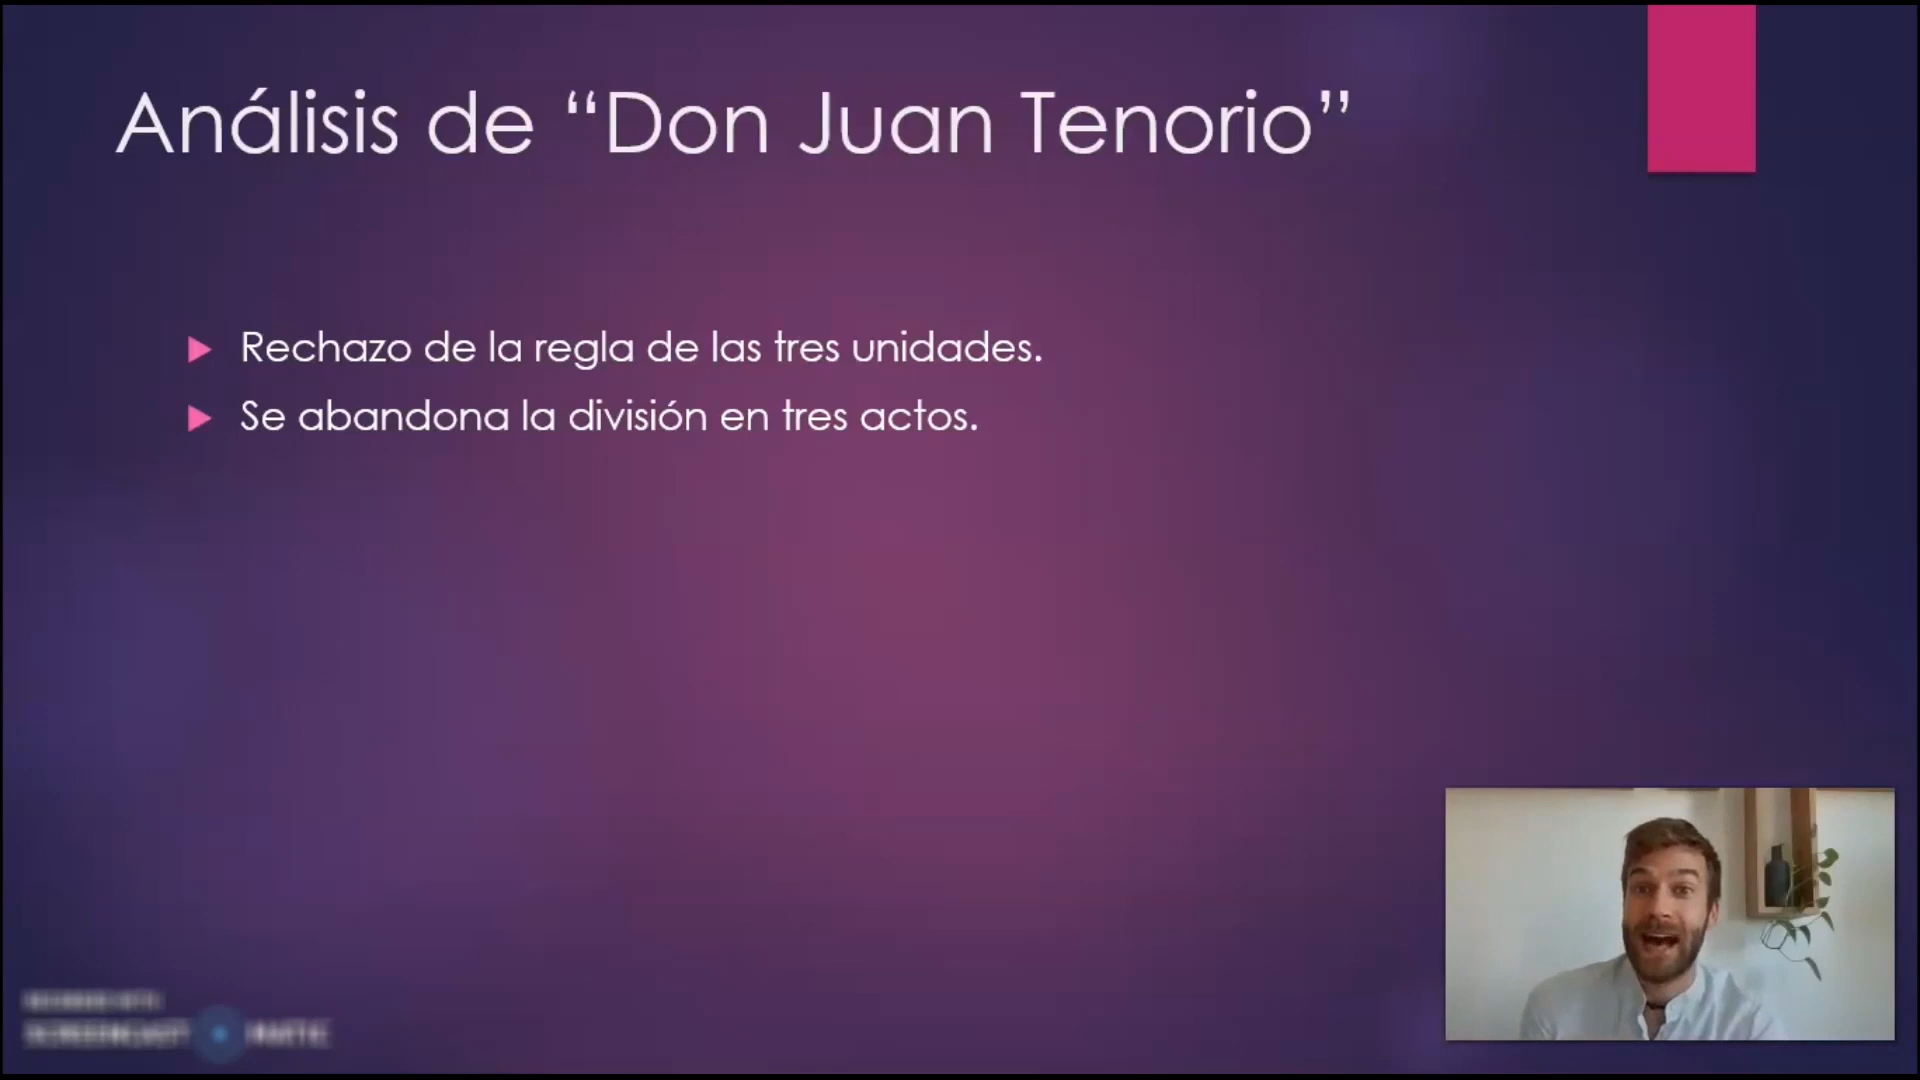 Análisis de “Don Juan Tenorio”
Rechazo de la regla de las tres unidades.
Se abandona la división en tres actos.